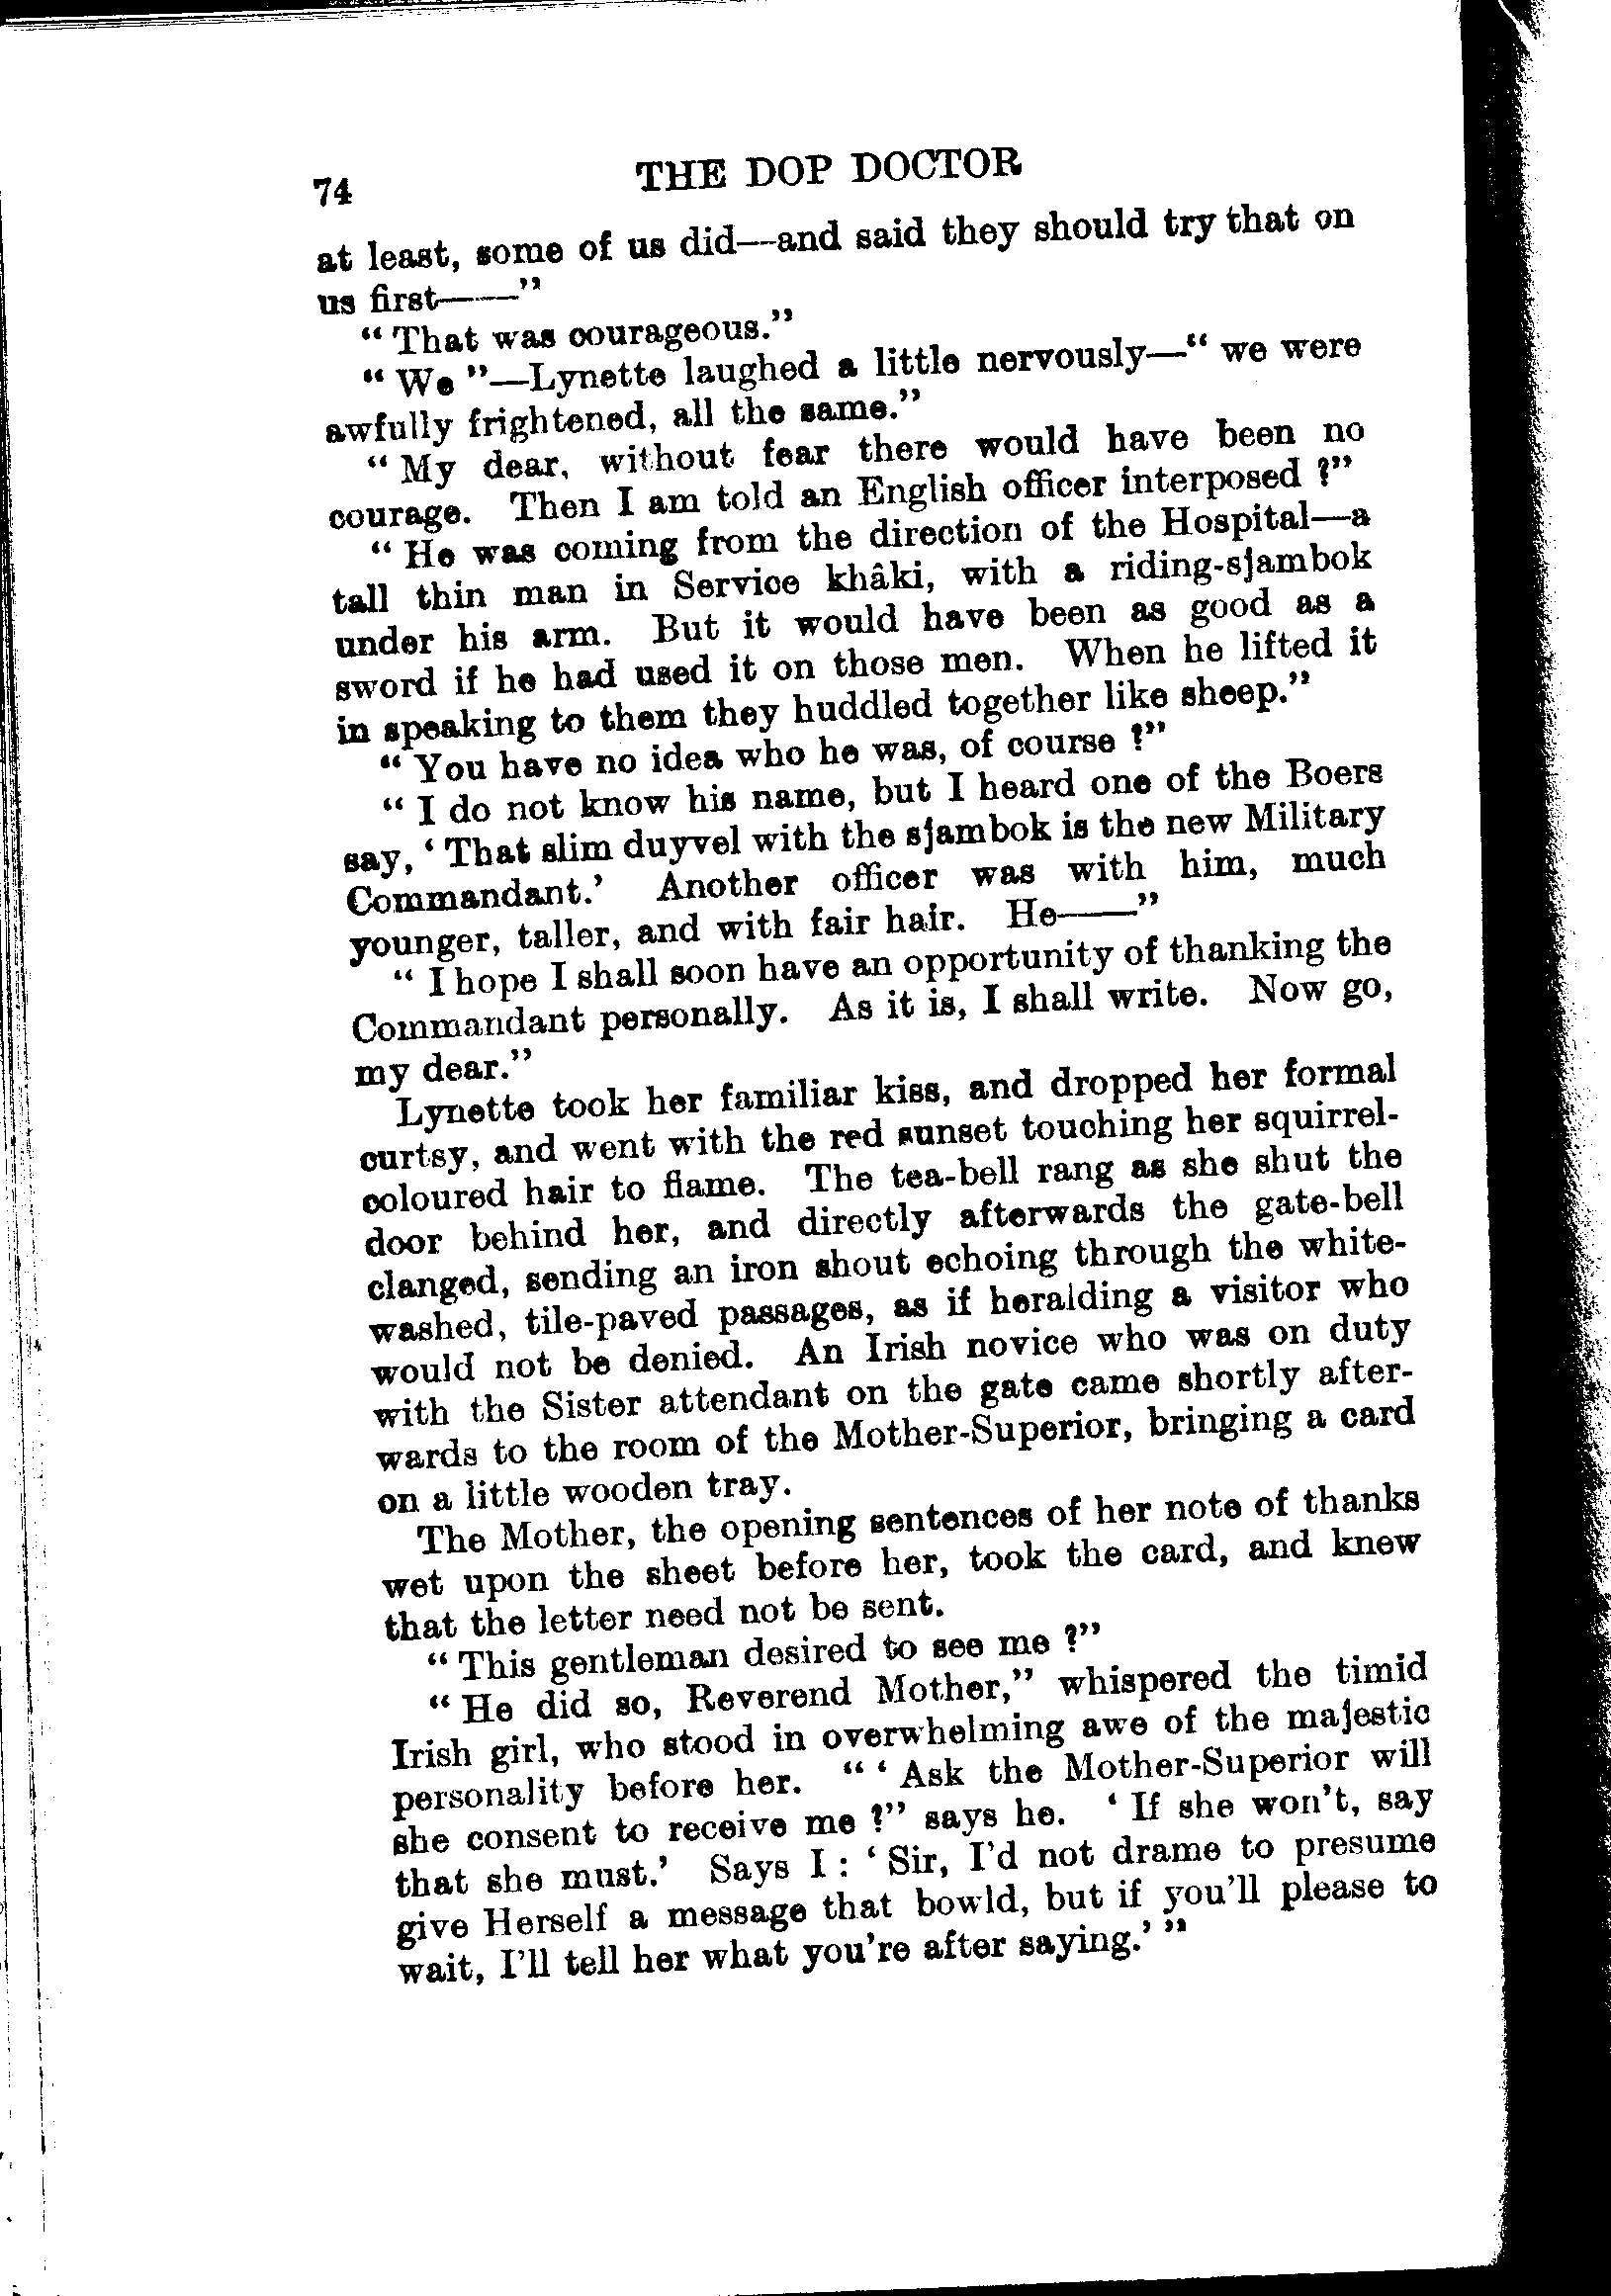 74 THE DOP DOCTOR
at least, some of us did—and said they should try that on
us first——"
"That was courageous."
"We"—Lynette laughed a little nervously—"we were
awfully frightened, all the same."
"My dear, without fear there would have been no
courage. Then I am told an English officer interposed?"
"He was coming from the direction of the Hospital—a
tall thin man in Service khâki, with a riding-sjambok
under his arm. But it would have been as good as a
sword if he had used it on those men. When he lifted it
in speaking to them they huddled together like sheep."
"You have no idea who he was, of course?"
"I do not know his name, but I heard one of the Boers
say, 'That slim duyvel with the sjambok is the new Military
Commandant.' Another officer was with him, much
younger, taller, and with fair hair. He——"
"I hope I shall soon have an opportunity of thanking the
Commandant personally. As it is, I shall write. Now go,
my dear."
Lynette took her familiar kiss, and dropped her formal
curtsy, and went with the red sunset touching her squirrel-
coloured hair to flame. The tea-bell rang as she shut the
door behind her, and directly afterwards the gate-bell
clanged, sending an iron shout echoing through the white-
washed, tile-paved passages, as if heralding a visitor who
would not be denied. An Irish novice who was on duty
with the Sister attendant on the gate came shortly after-
wards to the room of the Mother-Superior, bringing a card
on a little wooden tray.
The Mother, the opening sentences of her note of thanks
wet upon the sheet before her, took the card, and knew
that the letter need not be sent.
"This gentleman desired to see me?"
"He did so, Reverend Mother," whispered the timid
Irish girl, who stood in overwhelming awe of the majestic
personality before her. "'Ask the Mother-Superior will
she consent to receive me?" says he. 'If she won't, say
that she must.' Says I: 'Sir, I'd not drame to presume
give Herself a message that bowld, but if you'll please to
wait, I'll tell her what you're after saying.'"